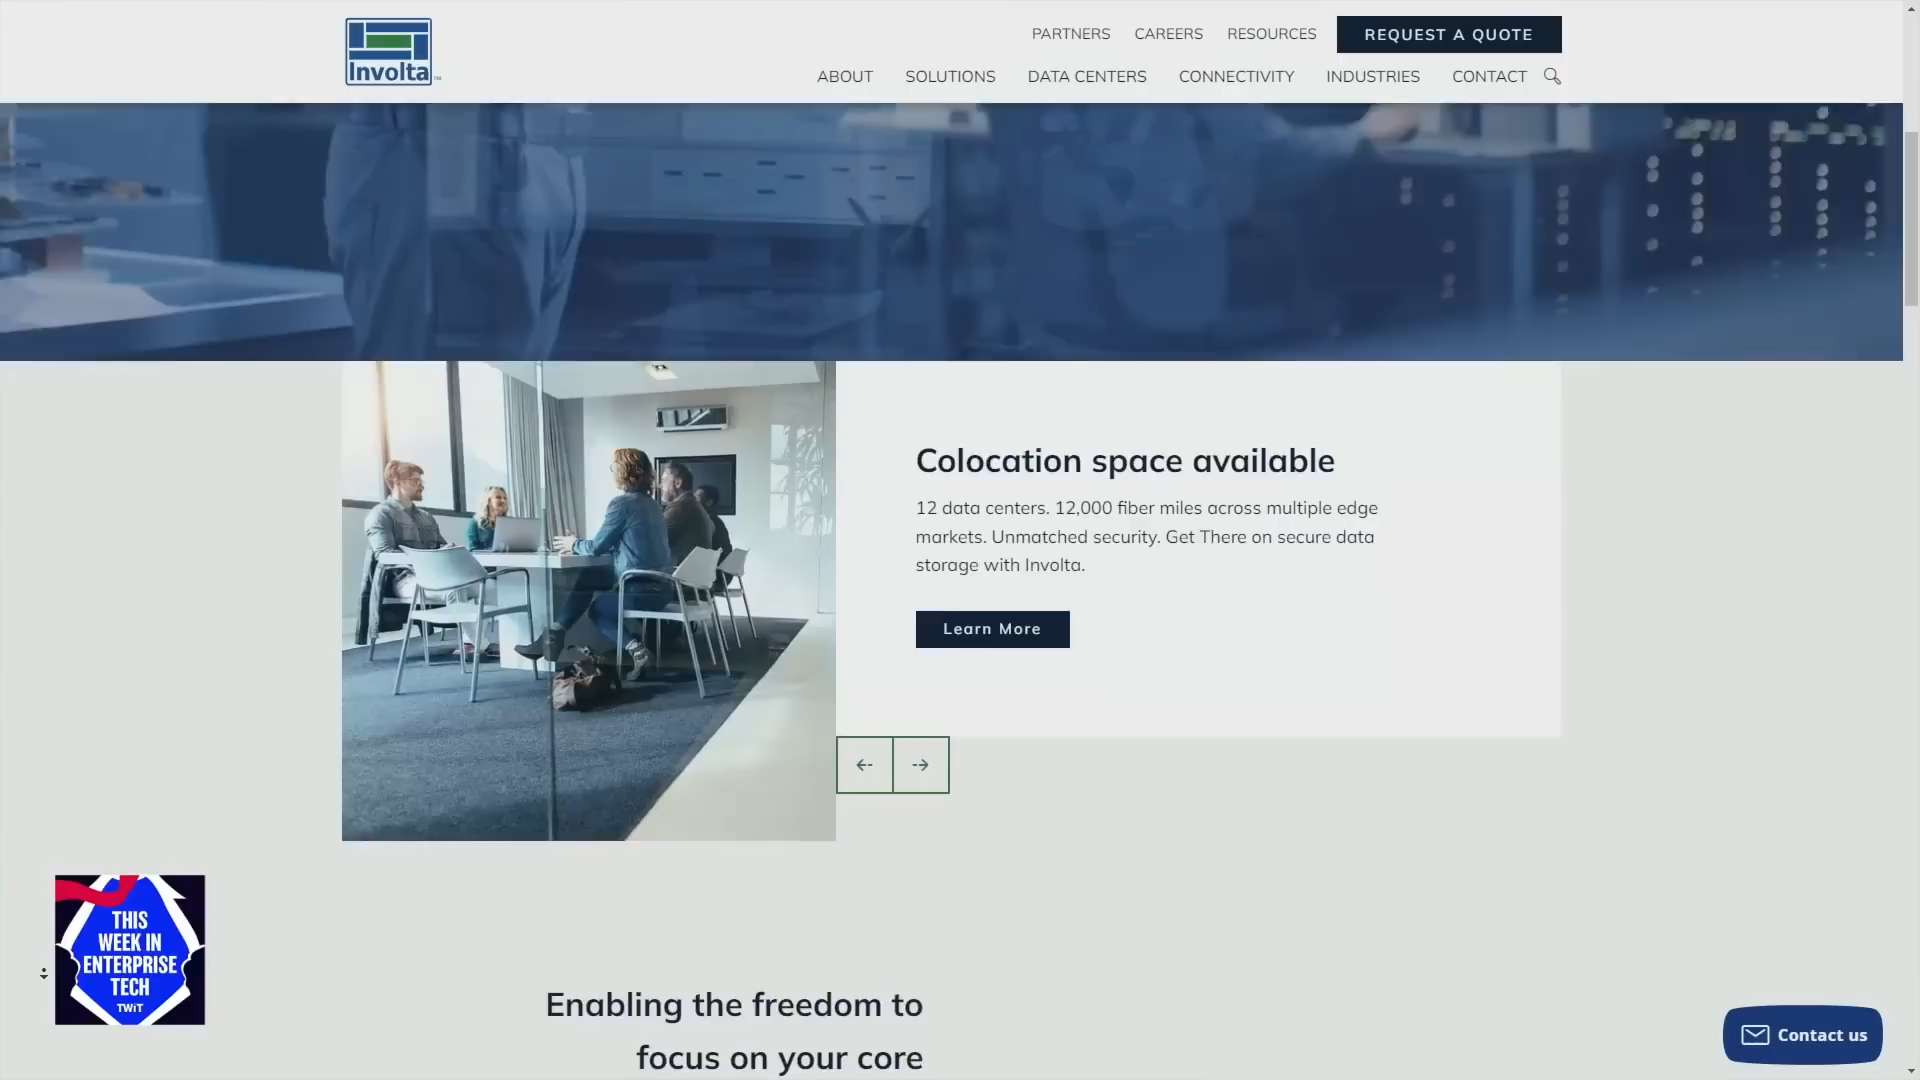 PARTNERS CAREERS RESOURCES REQUEST A QUOTE
Involta™
ABOUT SOLUTIONS DATA CENTERS CONNECTIVITY INDUSTRIES CONTACT
Colocation space available
12 data centers. 12,000 fiber miles across multiple edge
markets. Unmatched security. Get There on secure data
storage with Involta.
Learn More
THIS
WEEK IN
ENTERPRISE
TECH
TWiT
Enabling the freedom to
focus on your core
Contact us